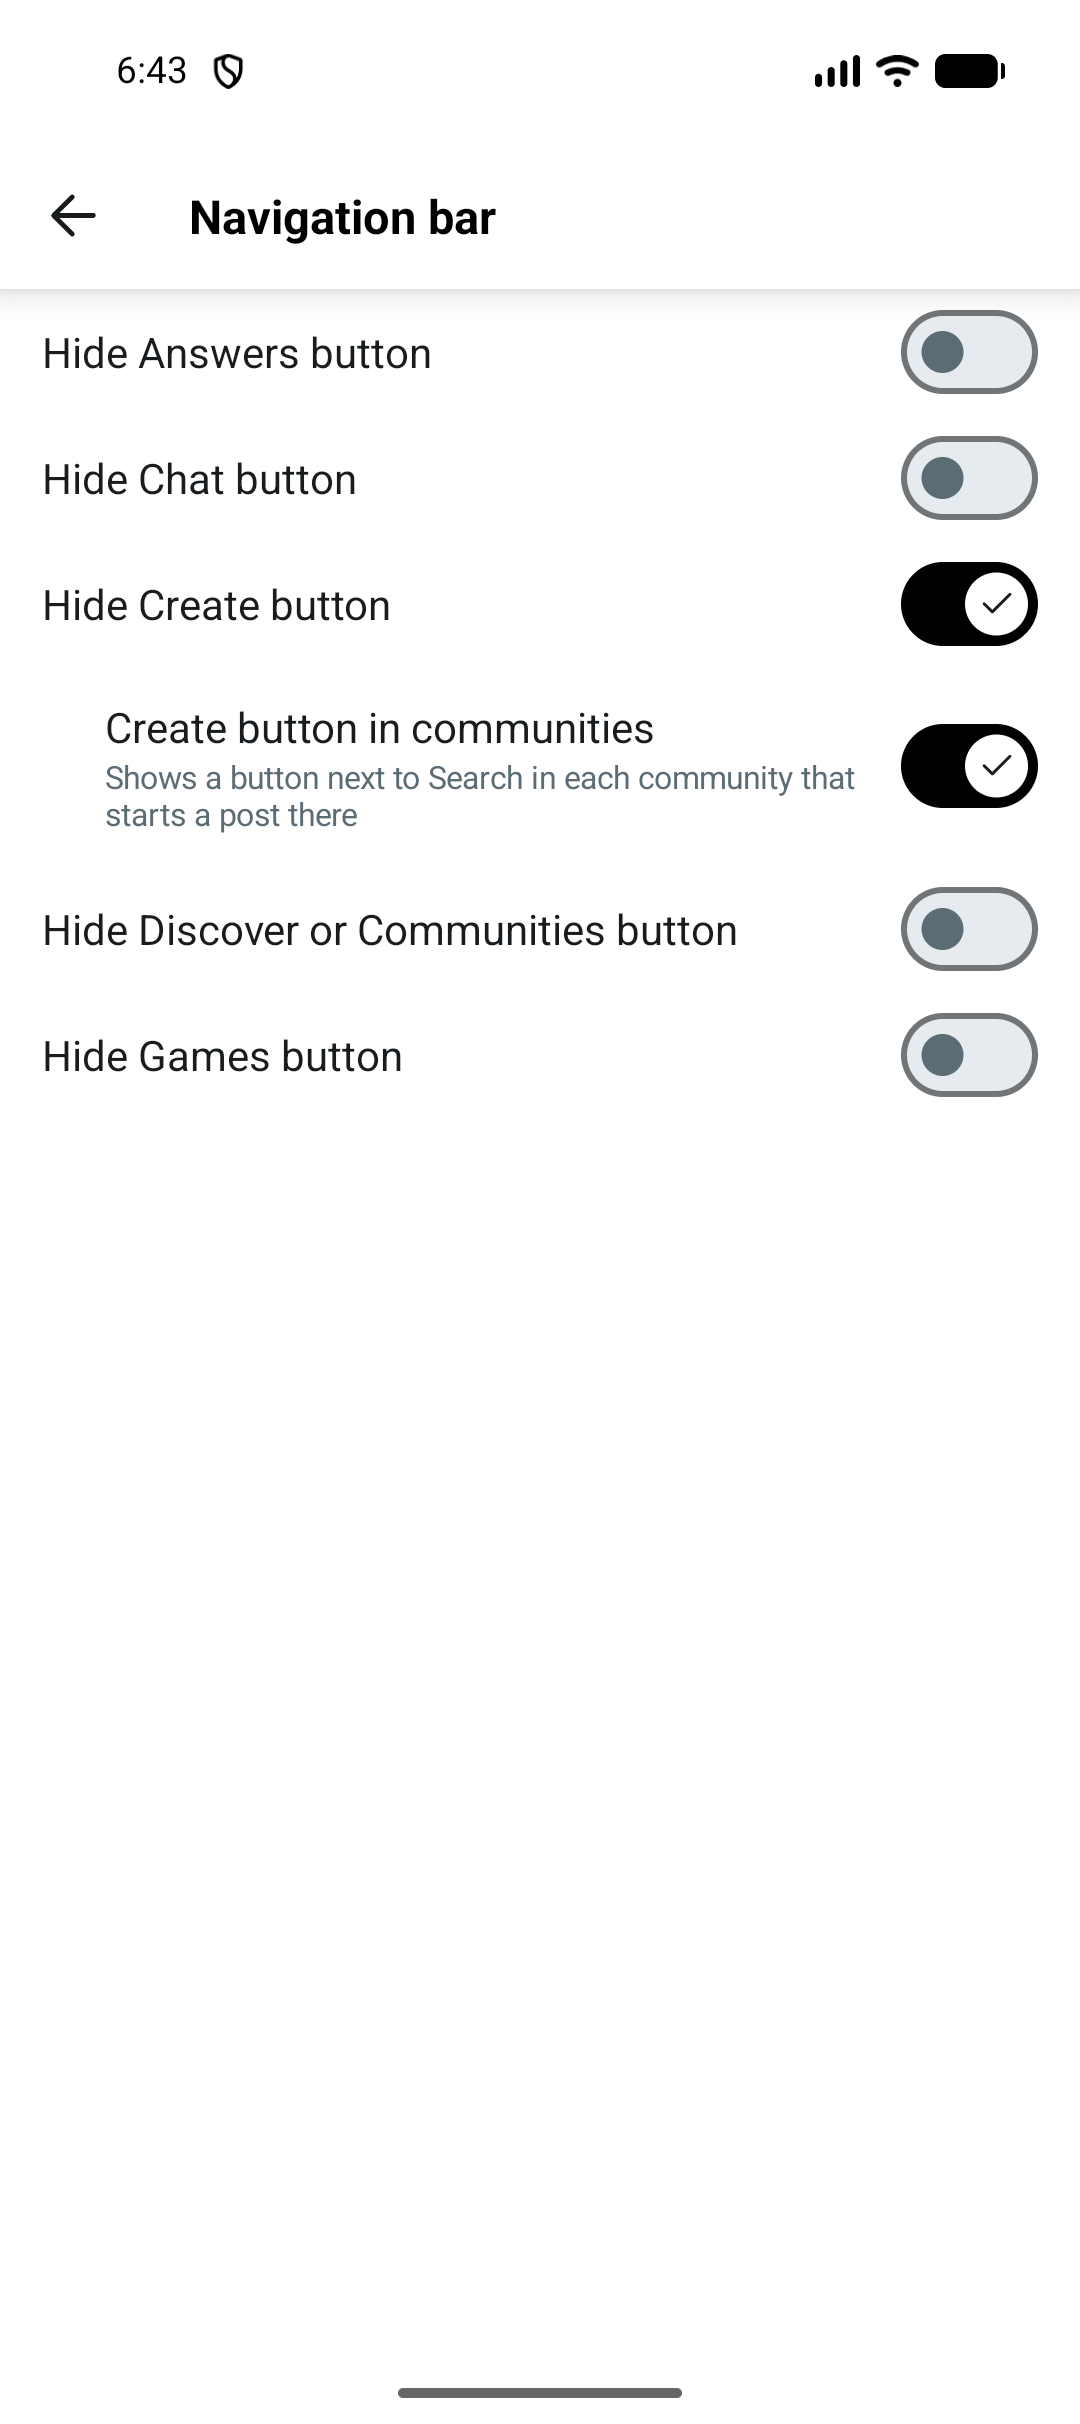 6:43
Navigation bar
Hide Answers button
Hide Chat button
Hide Create button
Create button in communities
Shows a button next to Search in each community that
starts a post there
Hide Discover or Communities button
Hide Games button